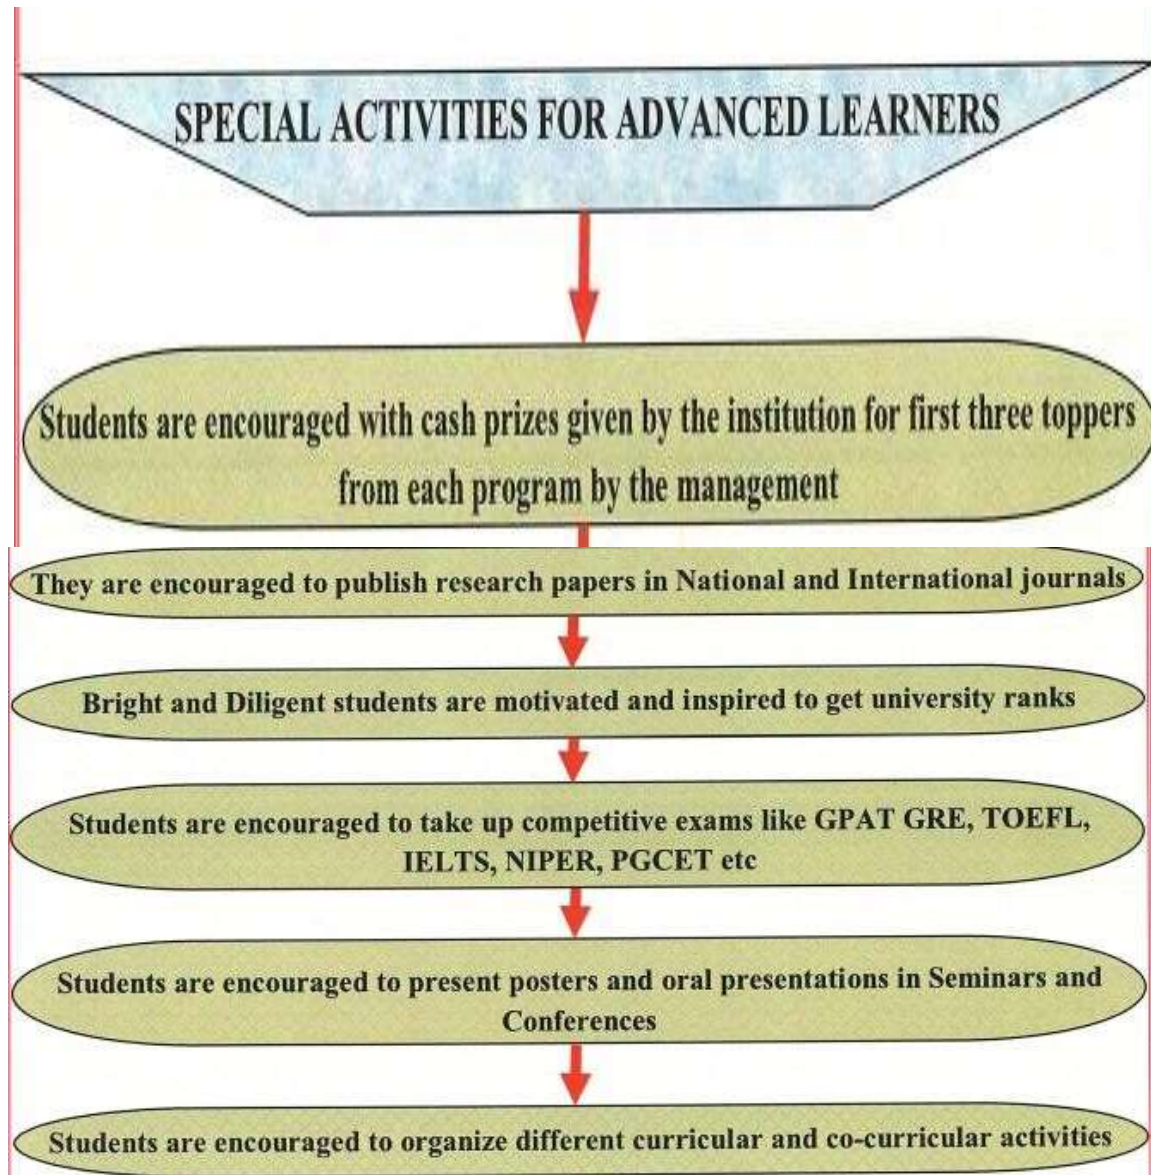 SPECIAL ACTIVITIES FOR ADVANCED LEARNERS
Students are encouraged with cash prizes given by the institution for first three toppers
from each program by the management
They are encouraged to publish research papers in National and International journals
Bright and Diligent students are motivated and inspired to get university ranks
Students are encouraged to take up competitive exams like GPAT GRE, TOEFL,
IELTS, NIPER, PGCET etc
Students are encouraged to present posters and oral presentations in Seminars and
Conferences
Students are encouraged to organize different curricular and co-curricular activities